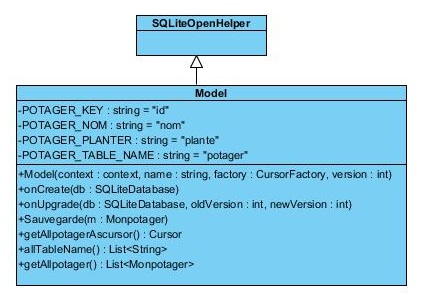 SQLiteOpenHelper
Model
-POTAGER_KEY : string = "id"
-POTAGER_NOM : string = "nom"
-POTAGER_PLANTER : string = "plante"
-POTAGER_TABLE_NAME : string = "potager"
+Model(context : context, name : string, factory : CursorFactory, version : int)
+onCreate(db : SQLiteDatabase)
+onUpgrade(db : SQLiteDatabase, oldVersion : int, newVersion : int)
+Sauvegarde(m : Monpotager)
+getAllpotagerAscursor() : Cursor
+allTableName() : List<String>
+getAllpotager() : List<Monpotager>